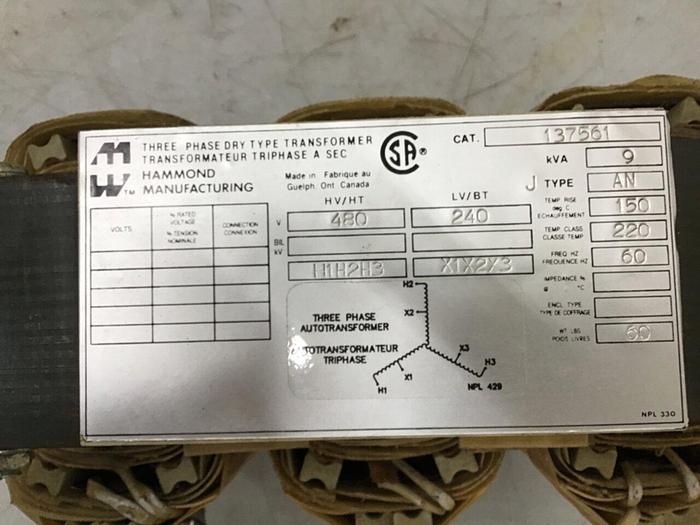 THREE PHASE DRY TYPE TRANSFORMER
TRANSFORMATEUR TRIPHASE A SEC
HAMMOND
MANUFACTURING
TM
Made in Fabrique au
Guelph, Ont Canada
SA®
CAT. 137561
kVA 9
J TYPE AN
TEMP RISE
deg C
ECHAUFFEMENT
150
TEMP CLASS
CLASSE TEMP
220
FREQ HZ
FREQUENCE HZ
60
IMPEDANCE %
@ °C
ENCL TYPE
TYPE DE COFFRAGE
WT LBS
POIDS LIVRES
60
HV/HT LV/BT
V 480 240
BIL
kV
H1H2H3 X1X2X3
VOLTS
% RATED
VOLTAGE
% TENSION
NOMINALE
CONNECTION
CONNEXION
THREE PHASE
AUTOTRANSFORMER
AUTOTRANSFORMATEUR
TRIPHASE
H2
X2
X3
H3
X1
H1
NPL 429
NPL 330